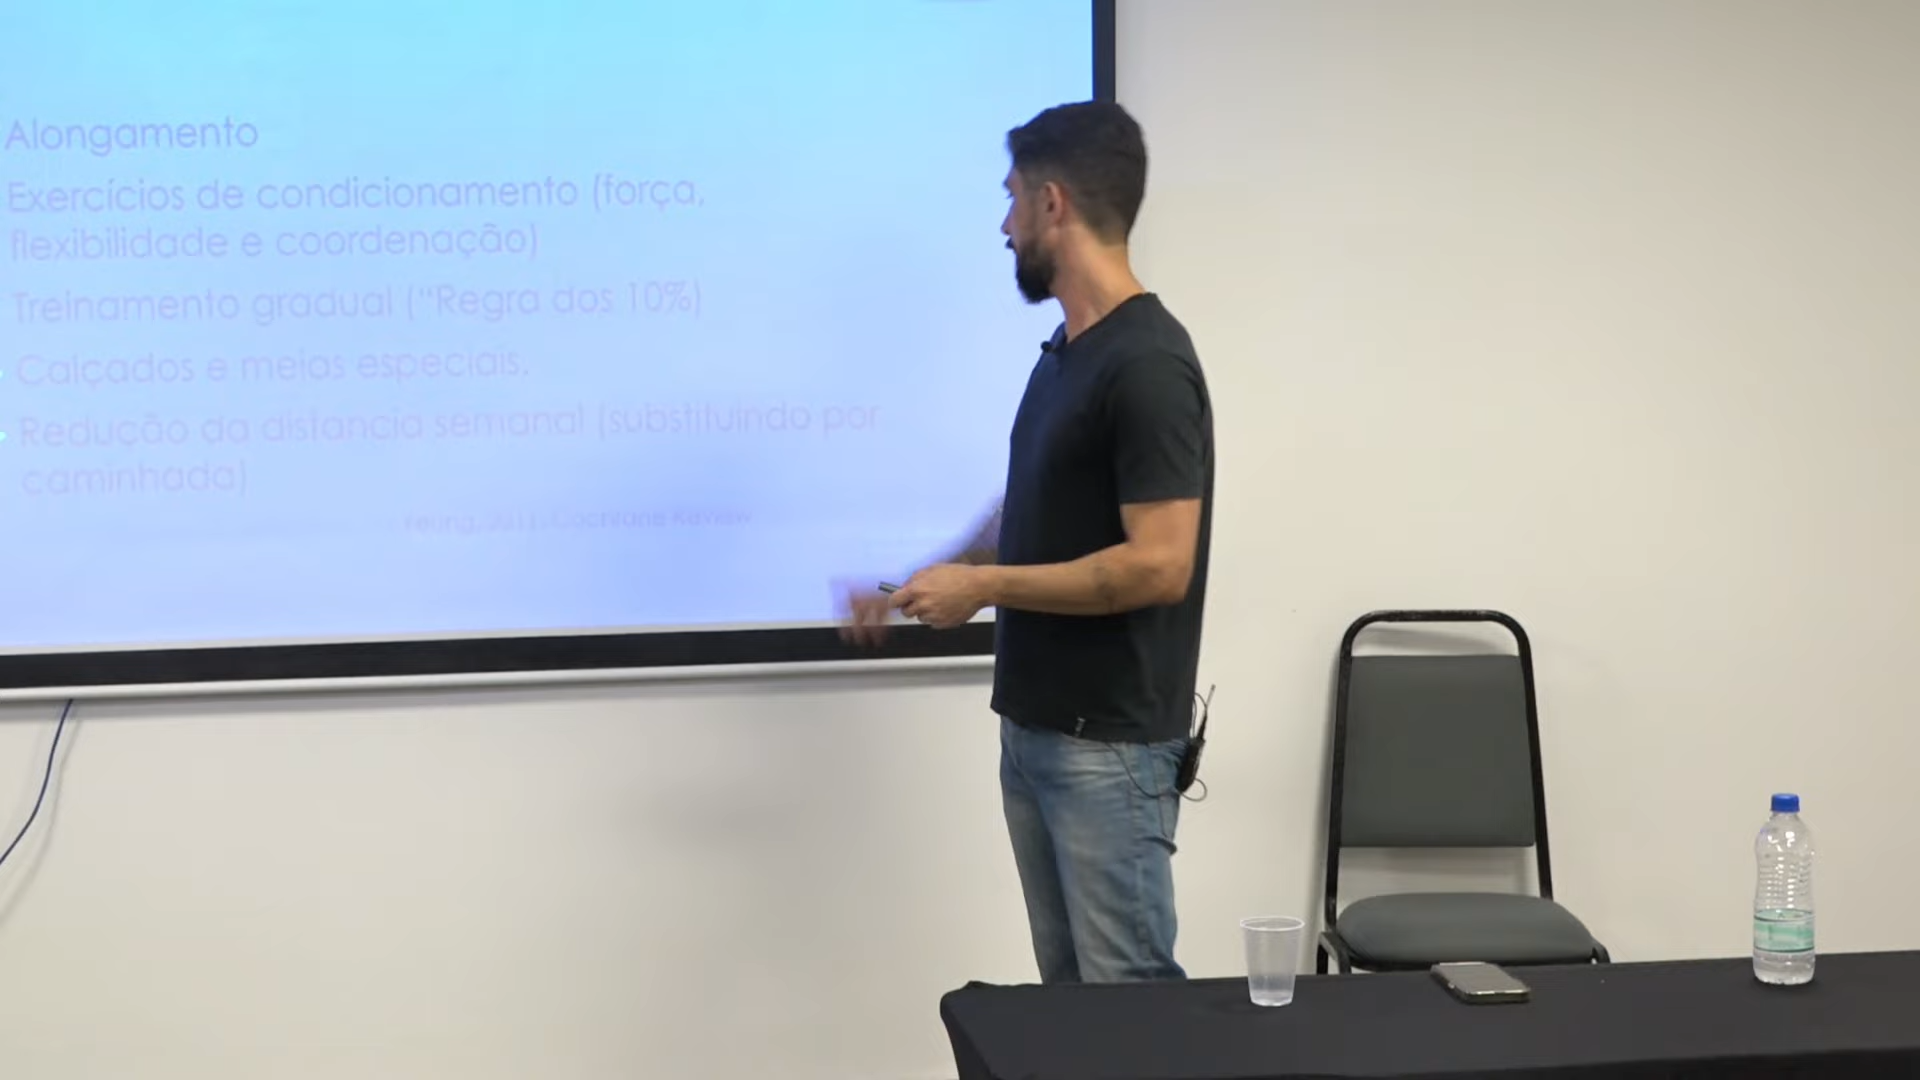 Alongamento
Exercícios de condicionamento (força,
flexibilidade e coordenação)
Treinamento gradual ("Regra dos 10%)
Calçados e meias especiais.
Redução da distancia semanal (substituindo por
caminhada)
Cochrane Review